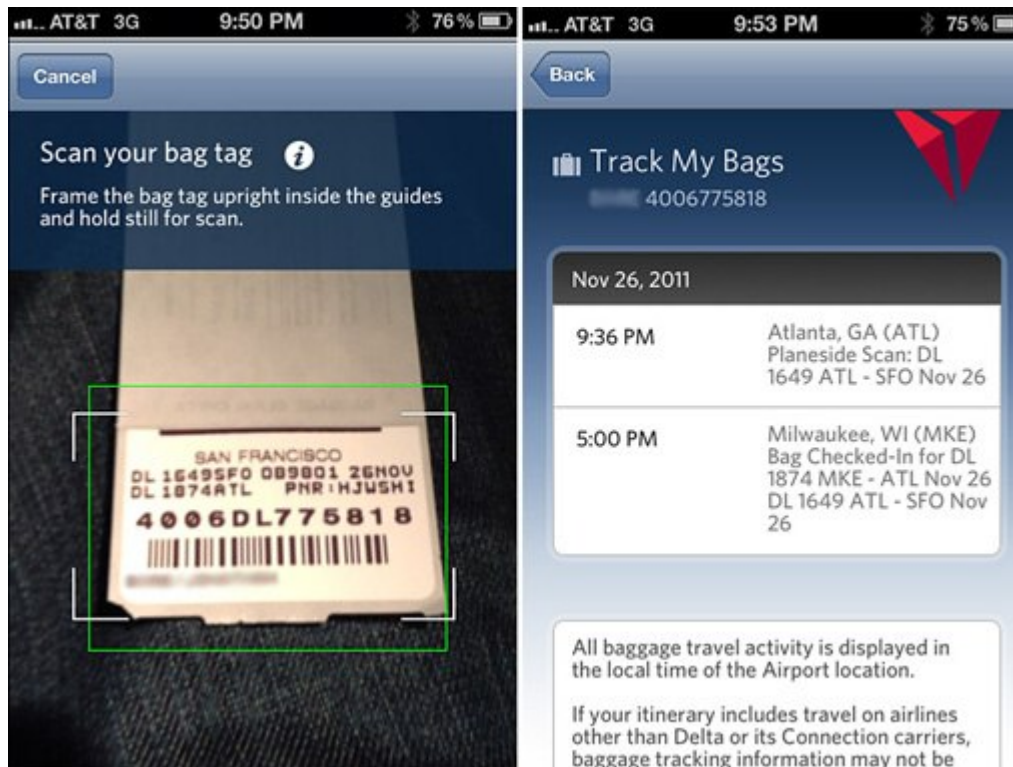 AT&T 3G 9:50 PM 76%
Cancel
Scan your bag tag
Frame the bag tag upright inside the guides
and hold still for scan.
SAN FRANCISCO
DL 1649SFO 089801 26NOV
DL 1874ATL PNR:HJWSHI
4006DL775818
AT&T 3G 9:53 PM 75%
Back
Track My Bags
4006775818
Nov 26, 2011
9:36 PM
Atlanta, GA (ATL)
Planeside Scan: DL
1649 ATL - SFO Nov 26
5:00 PM
Milwaukee, WI (MKE)
Bag Checked-In for DL
1874 MKE - ATL Nov 26
DL 1649 ATL - SFO Nov
26
All baggage travel activity is displayed in
the local time of the Airport location.
If your itinerary includes travel on airlines
other than Delta or its Connection carriers,
baggage tracking information may not be